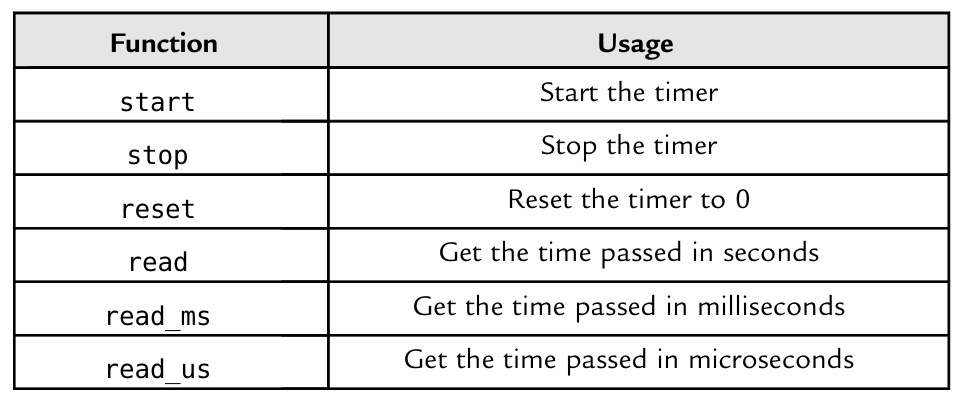 Function Usage
start Start the timer
stop Stop the timer
reset Reset the timer to 0
read Get the time passed in seconds
read_ms Get the time passed in milliseconds
read_us Get the time passed in microseconds